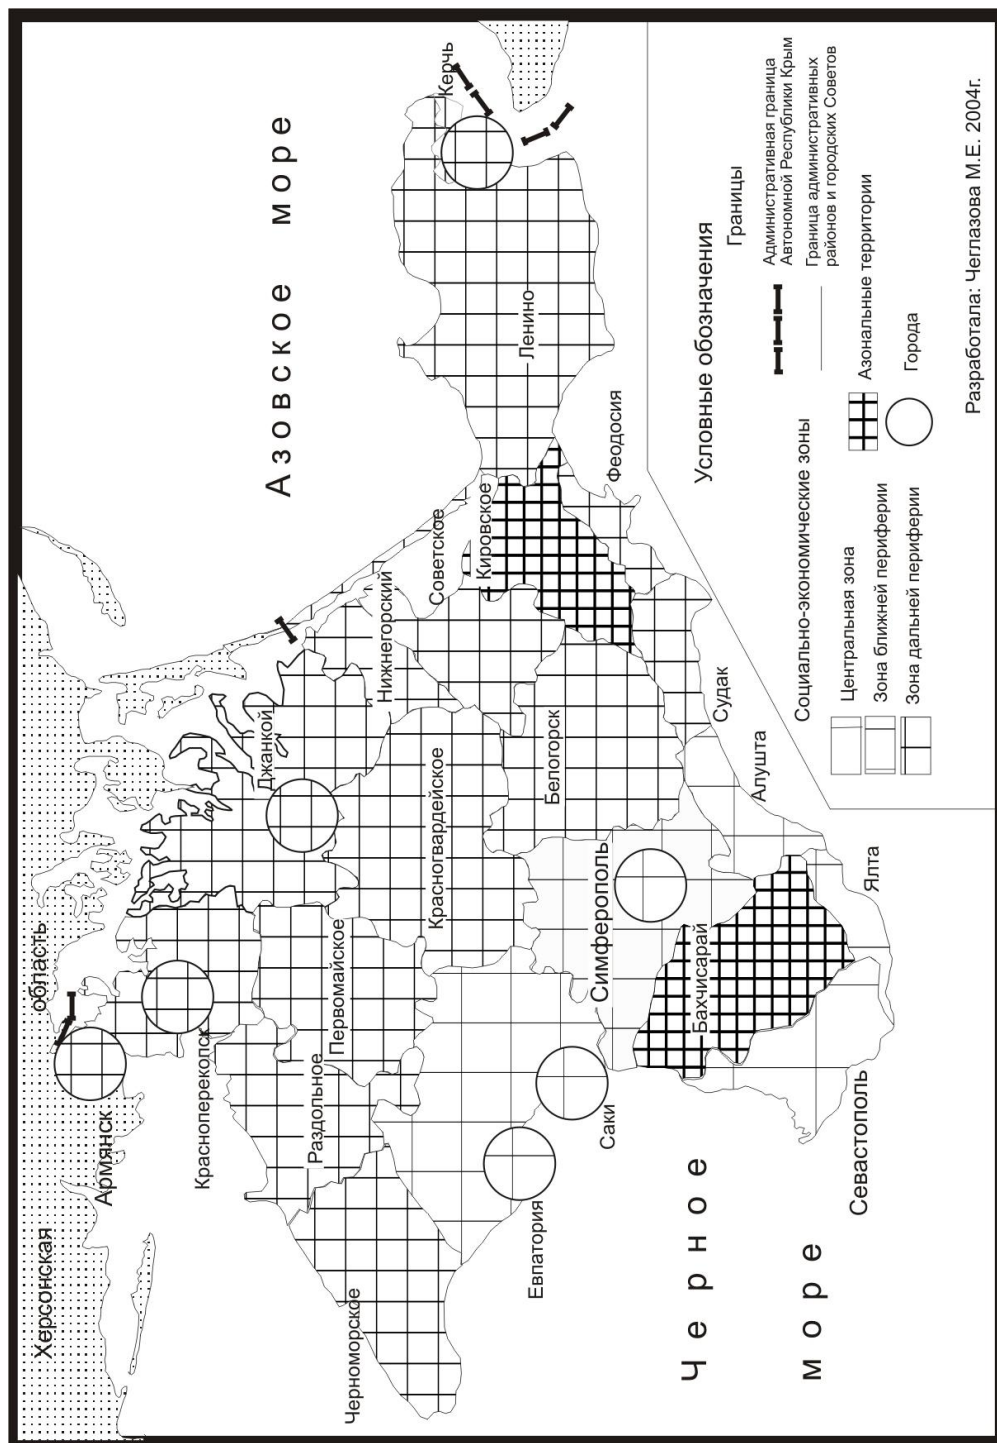 Херсонская
область
Армянск
Красноперекопск
Джанкой
Азовское море
Нижнегорский
Советское
Кировское
Керчь
Ленино
Феодосия
Раздольное
Первомайское
Черноморское
Красногвардейское
Белогорск
Евпатория
Саки
Симферополь
Судак
Алушта
Бахчисарай
Ялта
Севастополь
Черное
море
Условные обозначения
Социально-экономические зоны
Центральная зона
Зона ближней периферии
Зона дальней периферии
Границы
Административная граница
Автономной Республики Крым
Граница административных
районов и городских Советов
Азональные территории
Города
Разработала: Чеглазова М.Е. 2004г.